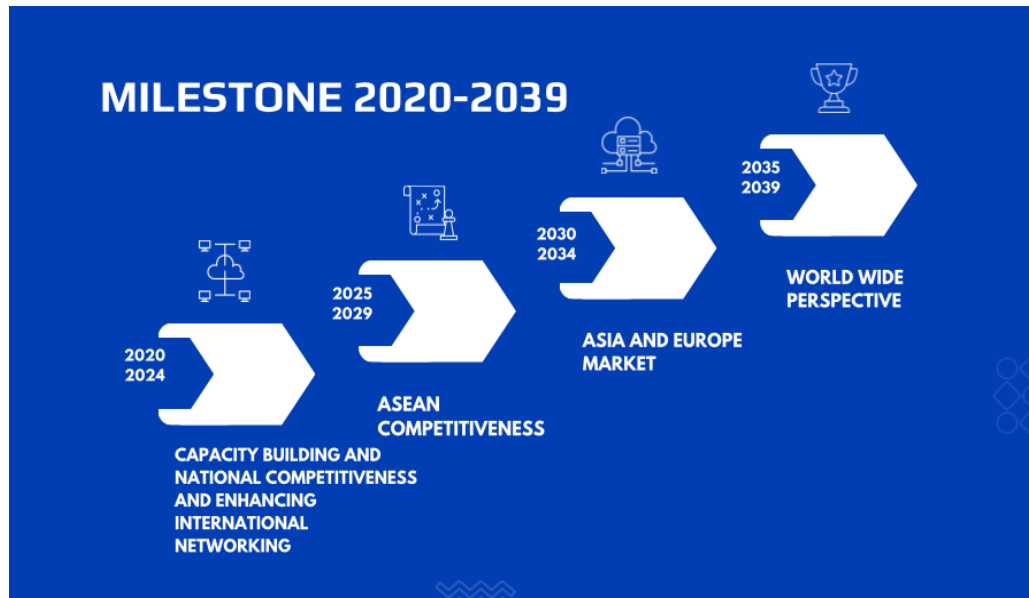 MILESTONE 2020-2039
2020
2024
CAPACITY BUILDING AND
NATIONAL COMPETITIVENESS
AND ENHANCING
INTERNATIONAL
NETWORKING
2025
2029
ASEAN
COMPETITIVENESS
2030
2034
ASIA AND EUROPE
MARKET
2035
2039
WORLD WIDE
PERSPECTIVE